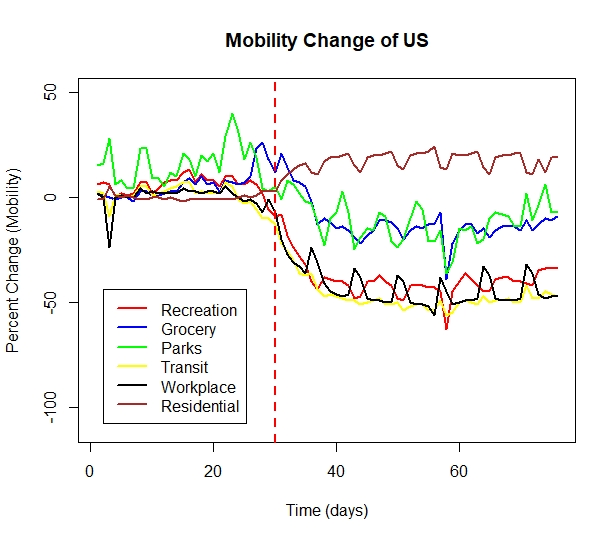 Mobility Change of US
Percent Change (Mobility)
50
0
-50
-100
Recreation
Grocery
Parks
Transit
Workplace
Residential
0 20 40 60
Time (days)